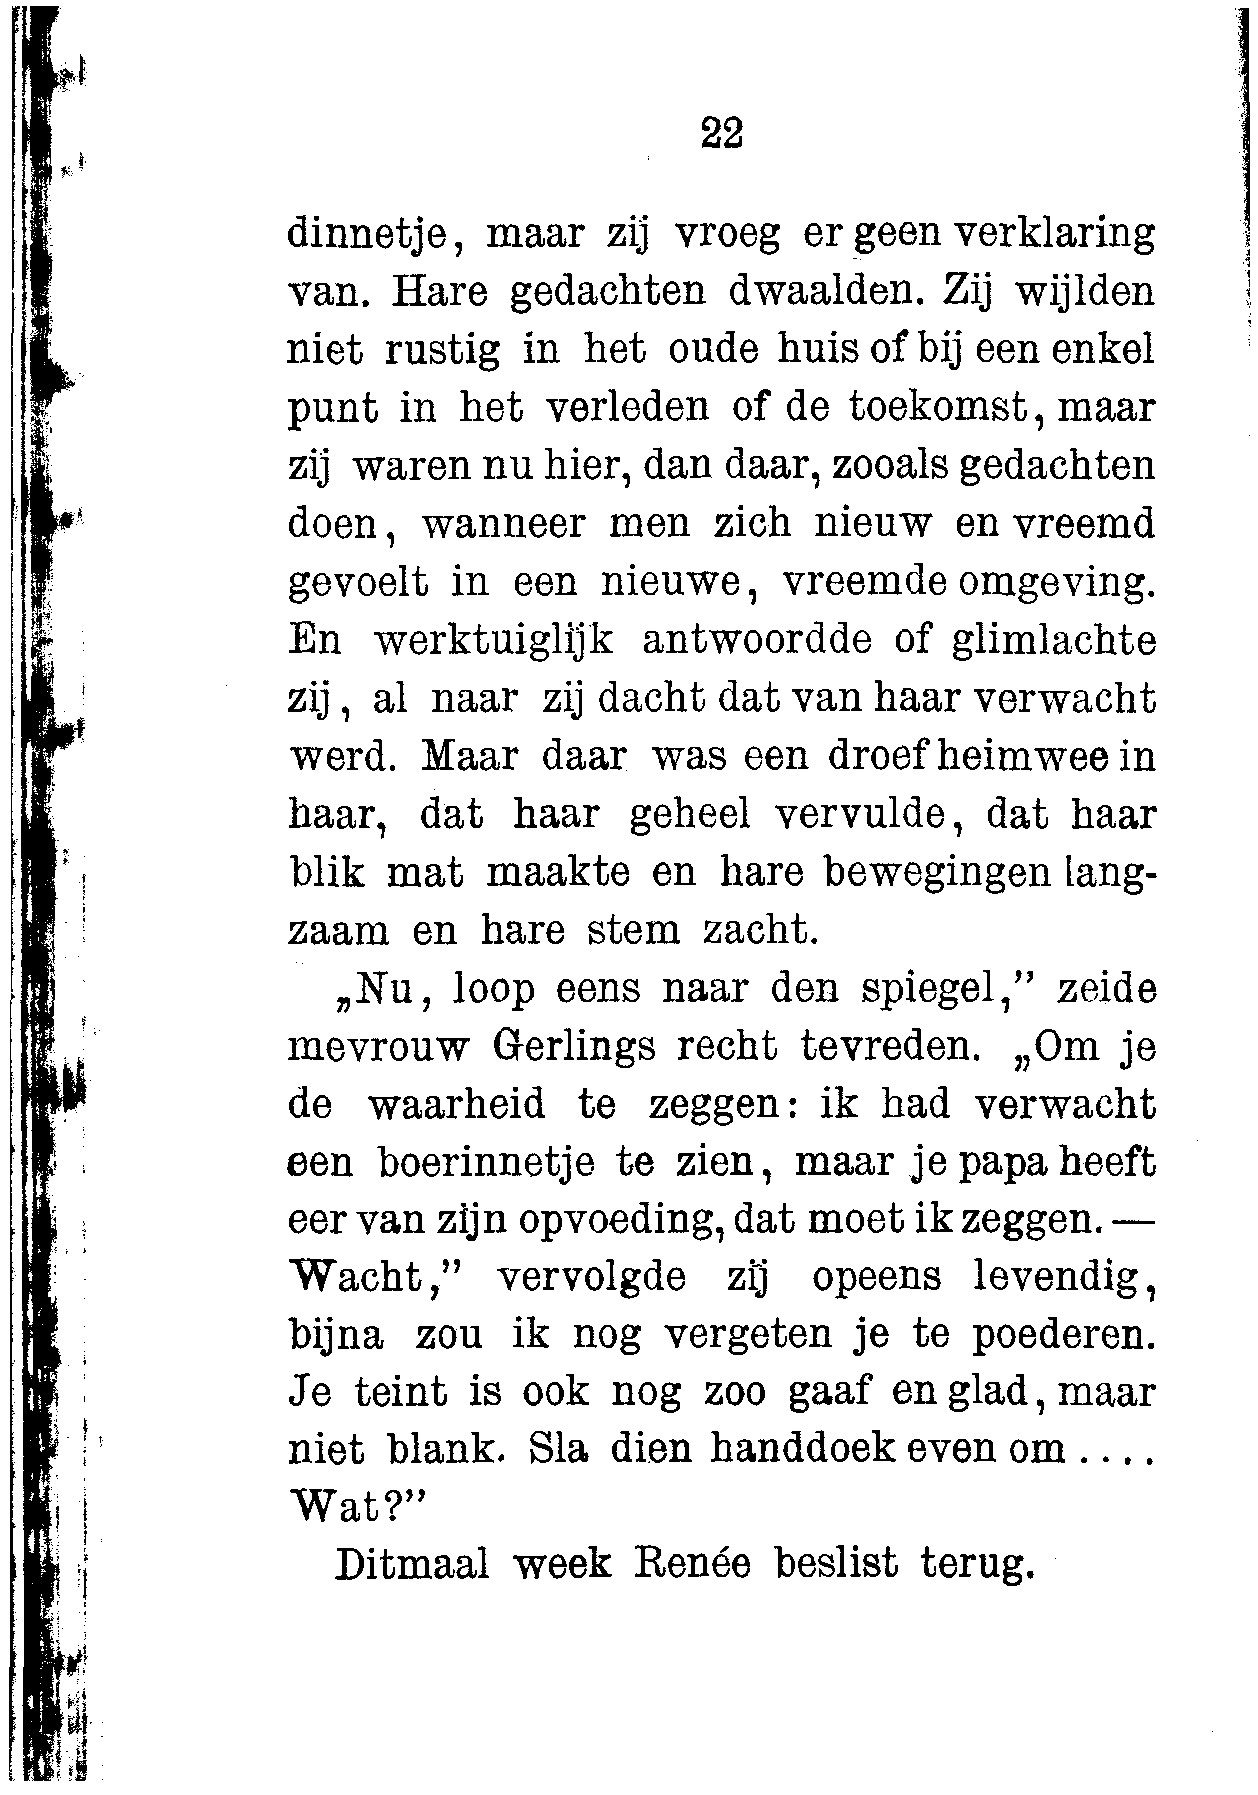 22
dinnetje, maar zij vroeg er geen verklaring
van. Hare gedachten dwaalden. Zij wijlden
niet rustig in het oude huis of bij een enkel
punt in het verleden of de toekomst, maar
zij waren nu hier, dan daar, zooals gedachten
doen, wanneer men zich nieuw en vreemd
gevoelt in een nieuwe, vreemde omgeving.
En werktuiglijk antwoordde of glimlachte
zij, al naar zij dacht dat van haar verwacht
werd. Maar daar was een droef heimwee in
haar, dat haar geheel vervulde, dat haar
blik mat maakte en hare bewegingen lang-
zaam en hare stem zacht.
„Nu, loop eens naar den spiegel,” zeide
mevrouw Gerlings recht tevreden. „Om je
de waarheid te zeggen: ik had verwacht
een boerinnetje te zien, maar je papa heeft
eer van zijn opvoeding, dat moet ik zeggen. —
Wacht,” vervolgde zij opeens levendig,
bijna zou ik nog vergeten je te poederen.
Je teint is ook nog zoo gaaf en glad, maar
niet blank. Sla dien handdoek even om ....
Wat?”
Ditmaal week Renée beslist terug.